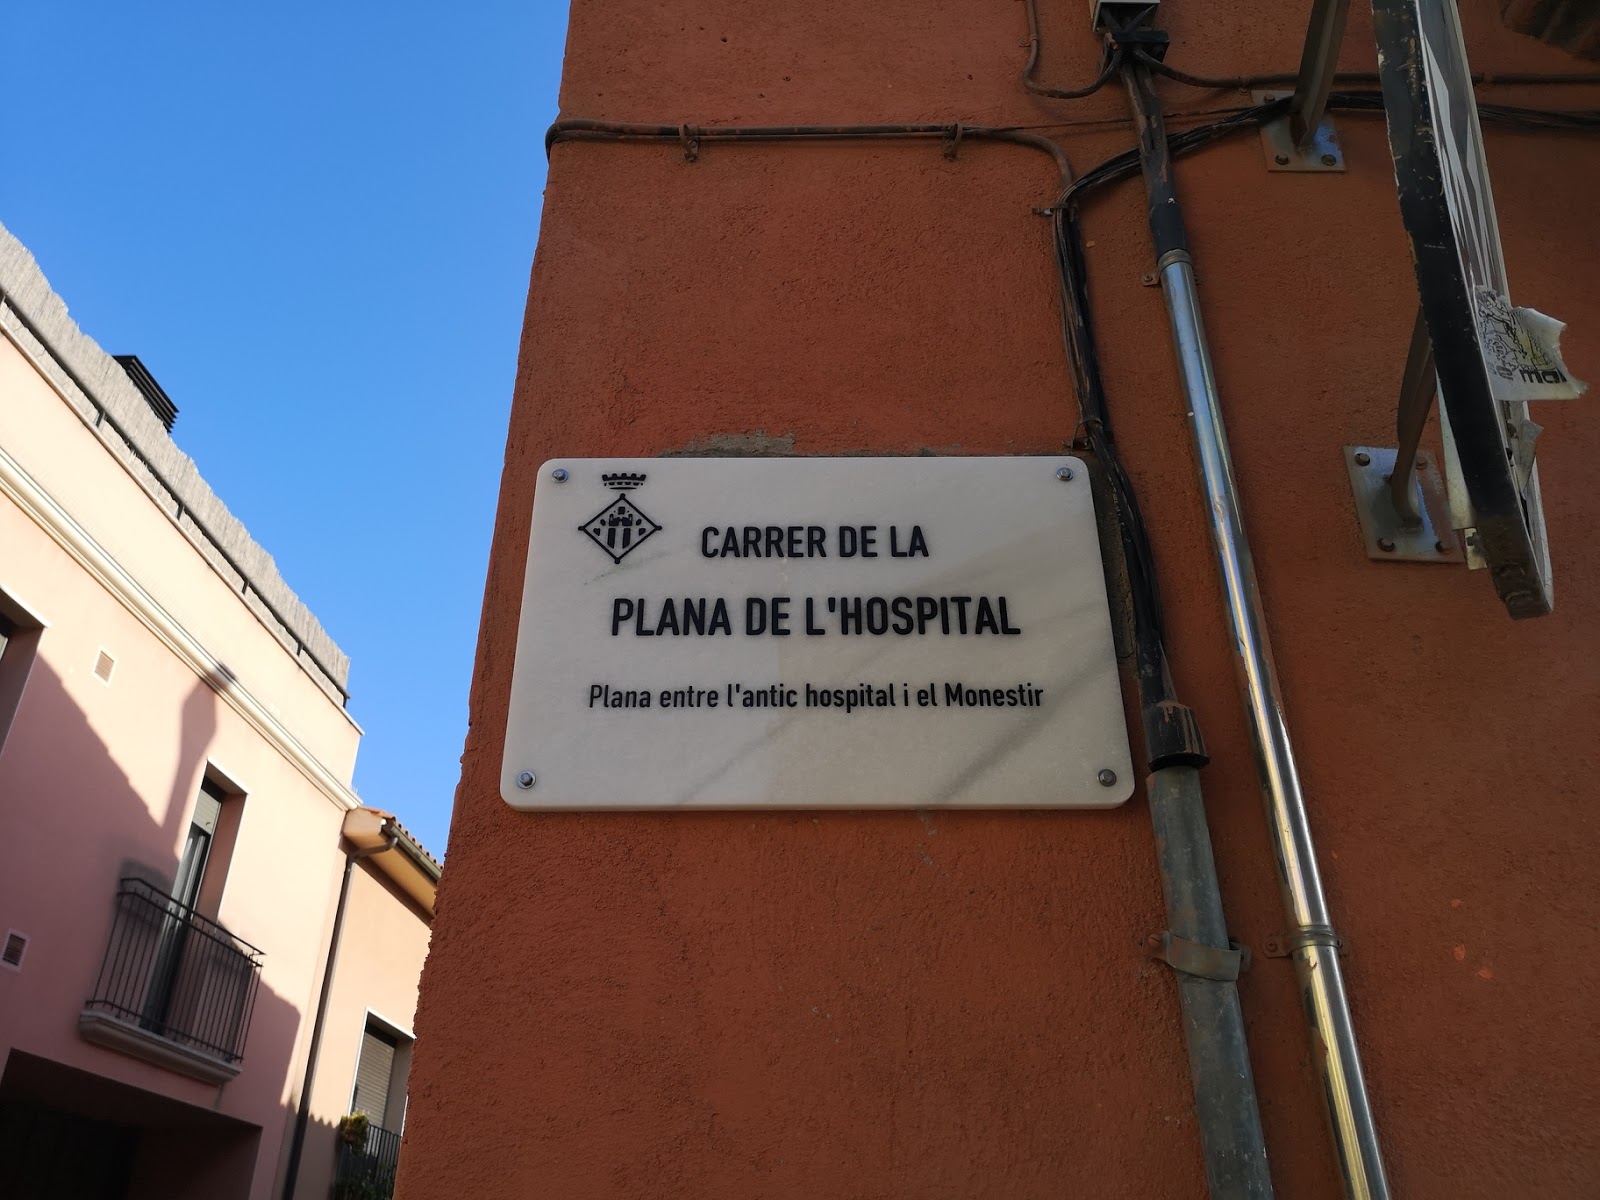 CARRER DE LA
PLANA DE L'HOSPITAL
Plana entre l'antic hospital i el Monestir